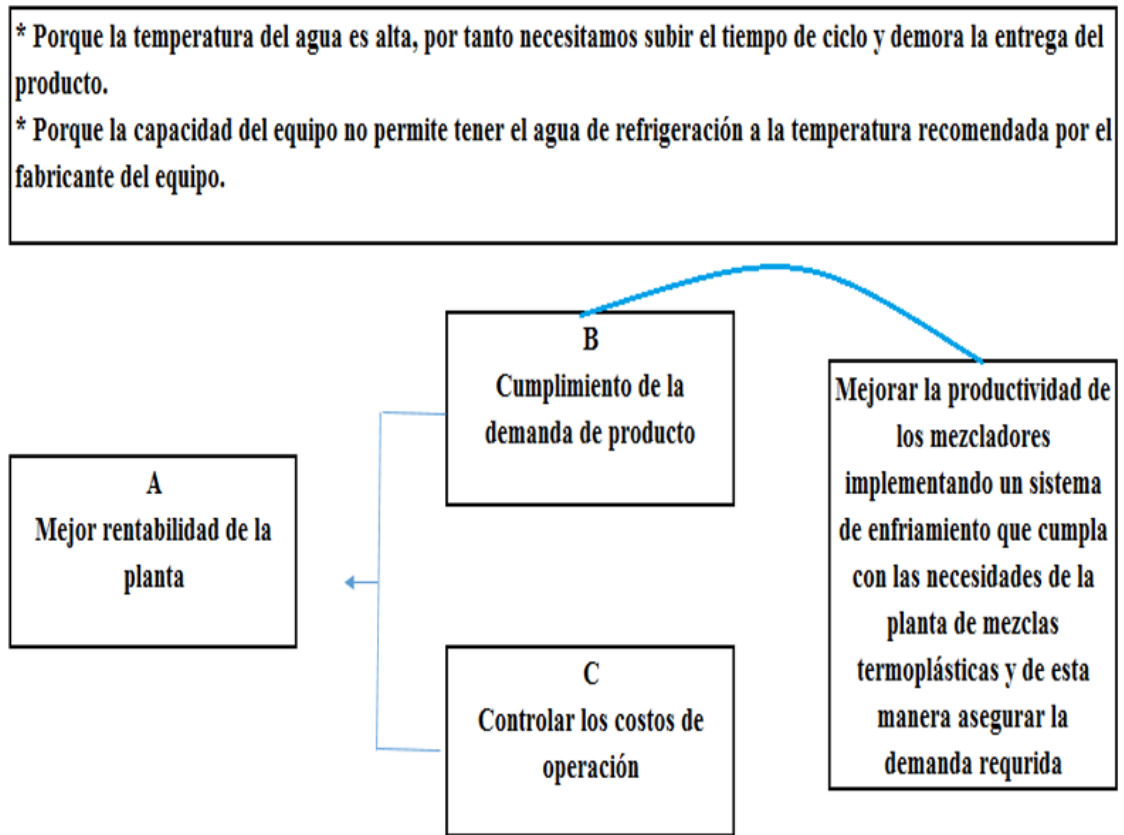 * Porque la temperatura del agua es alta, por tanto necesitamos subir el tiempo de ciclo y demora la entrega del
producto.
* Porque la capacidad del equipo no permite tener el agua de refrigeración a la temperatura recomendada por el
fabricante del equipo.
A
Mejor rentabilidad de la
planta
B
Cumplimiento de la
demanda de producto
C
Controlar los costos de
operación
Mejorar la productividad de
los mezcladores
implementando un sistema
de enfriamiento que cumpla
con las necesidades de la
planta de mezclas
termoplásticas y de esta
manera asegurar la
demanda requrida